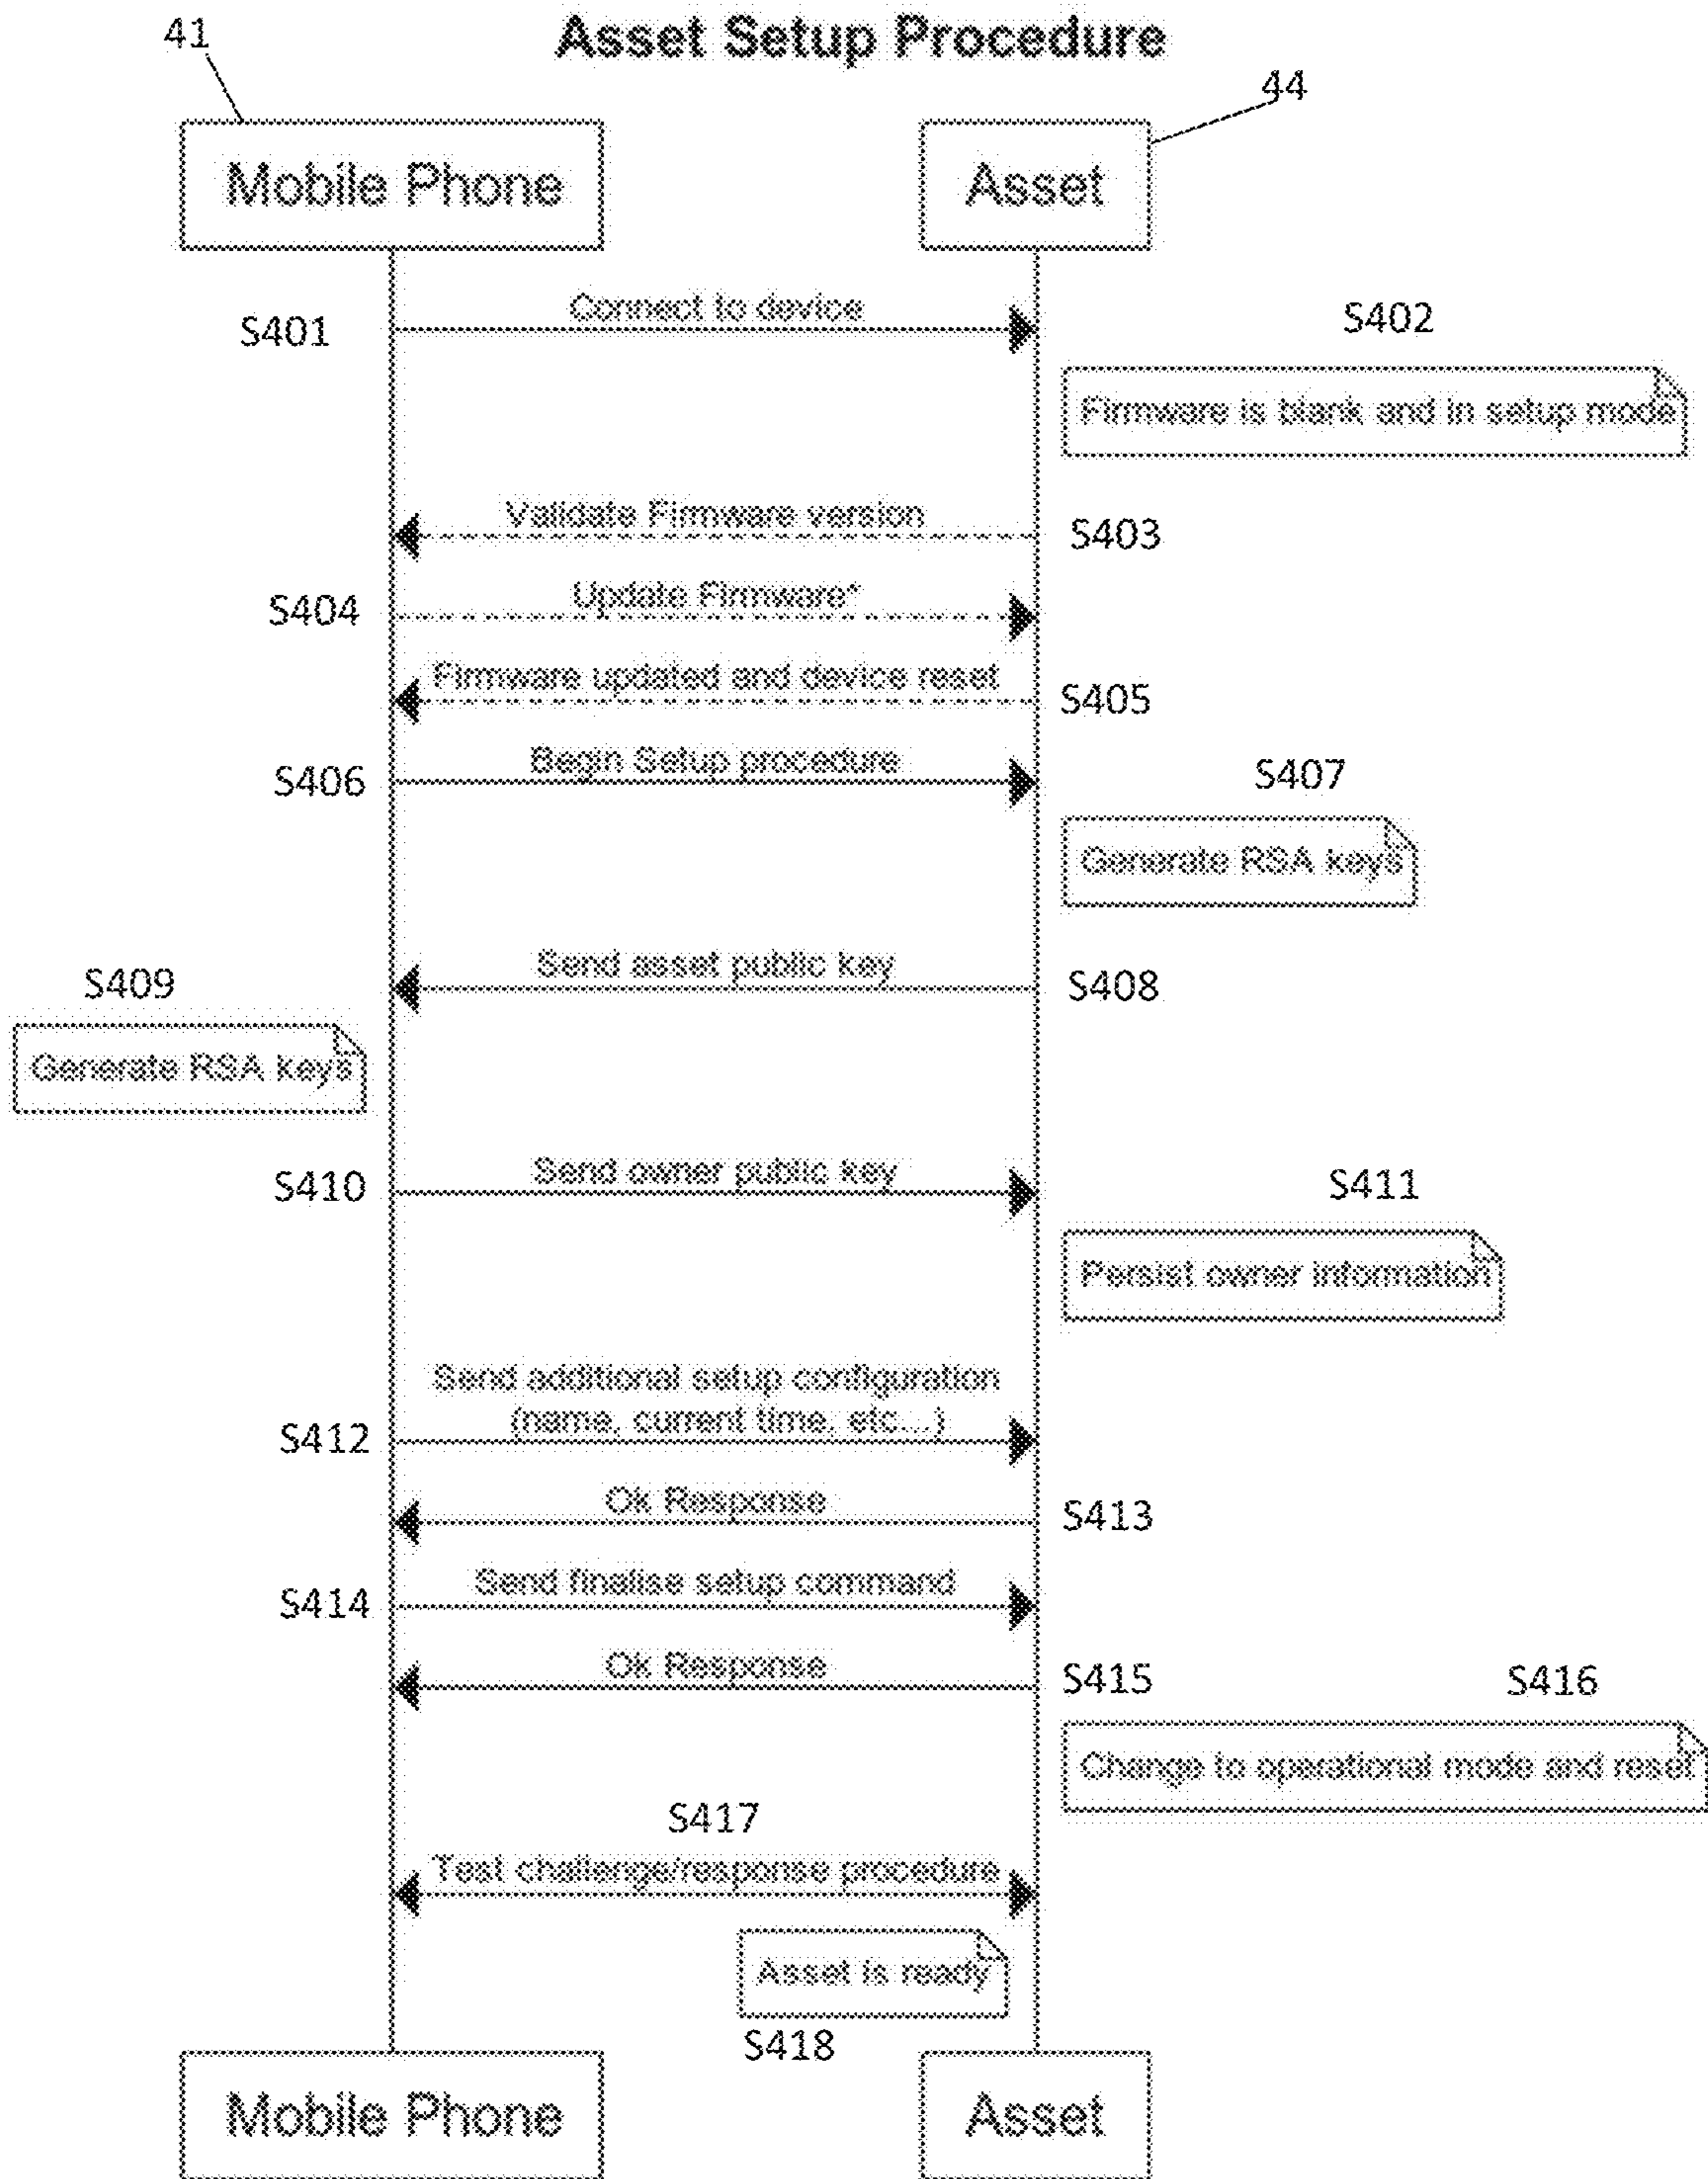 Asset Setup Procedure
41
44
Mobile Phone
Asset
Connect to device
S401
S402
Firmware is blank and in setup mode
Validate Firmware version
S403
Update Firmware*
S404
Firmware updated and device reset
S405
Begin Setup procedure
S406
S407
Generate RSA keys
Send asset public key
S408
S409
Generate RSA keys
Send owner public key
S410
S411
Persist owner information
Send additional setup configuration
(name, current time, etc...)
S412
Ok Response
S413
Send finalise setup command
S414
Ok Response
S415
S416
Change to operational mode and reset
S417
Test challenge/response procedure
Asset is ready
S418
Mobile Phone
Asset